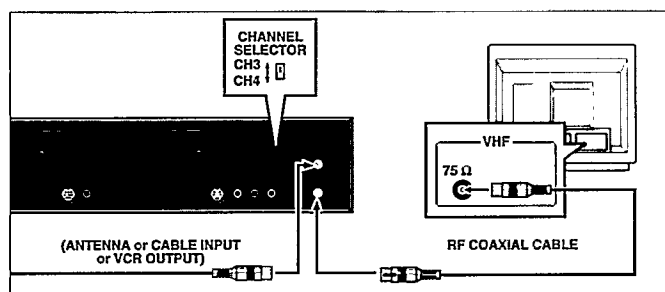 CHANNEL
SELECTOR
CH3
CH4
VHF
75 Ω
(ANTENNA or CABLE INPUT
or VCR OUTPUT)
RF COAXIAL CABLE